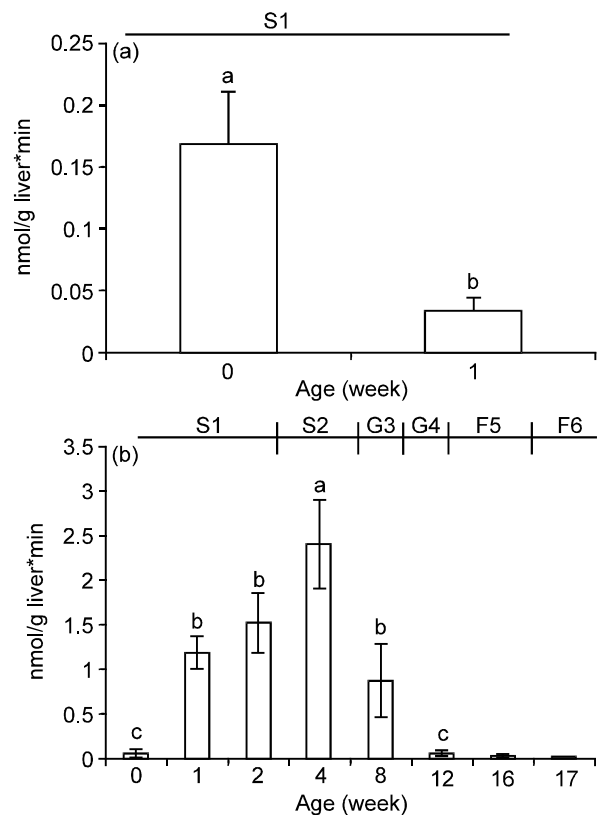 S1
(a)
0.25
0.2
0.15
0.1
0.05
0
nmol/g liver*min
a
b
0 1
Age (week)
S1 S2 G3 G4 F5 F6
(b)
3.5
3
2.5
2
1.5
1
0.5
0
nmol/g liver*min
c b b a b c
0 1 2 4 8 12 16 17
Age (week)